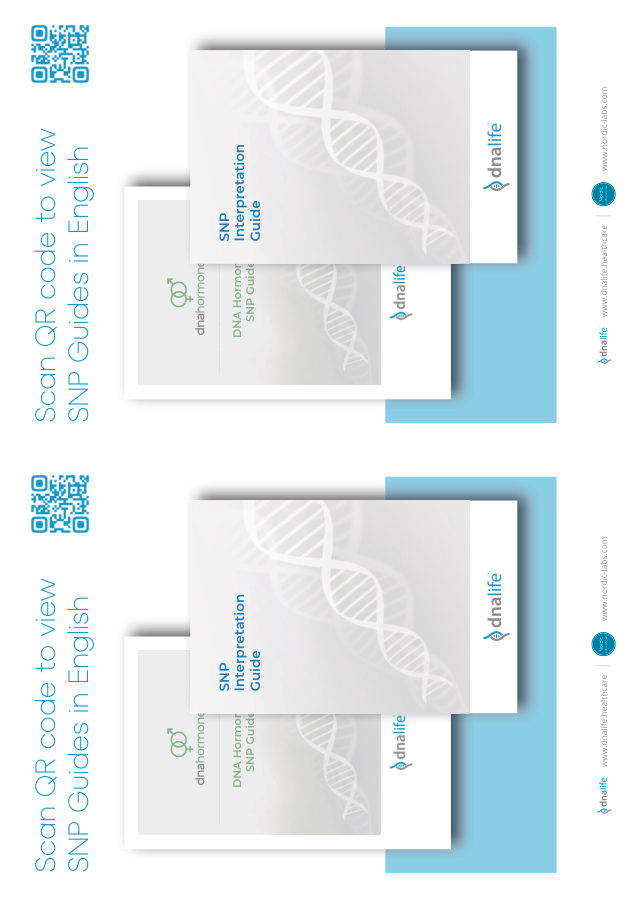 Scan QR code to view
SNP Guides in English
SNP
Interpretation
Guide
dnalife
dnahormone
DNA Hormon
SNP Guide
dnalife
dnalife
www.dnalife.healthcare
www.nordic-labs.com
Scan QR code to view
SNP Guides in English
SNP
Interpretation
Guide
dnalife
dnahormone
DNA Hormon
SNP Guide
dnalife
dnalife
www.dnalife.healthcare
www.nordic-labs.com